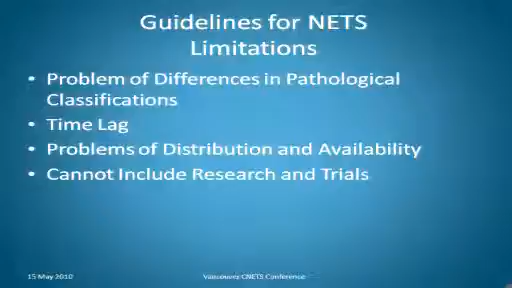 Guidelines for NETS
Limitations
• Problem of Differences in Pathological
Classifications
• Time Lag
• Problems of Distribution and Availability
• Cannot Include Research and Trials
15 May 2010
Vancouver CNETS Conference